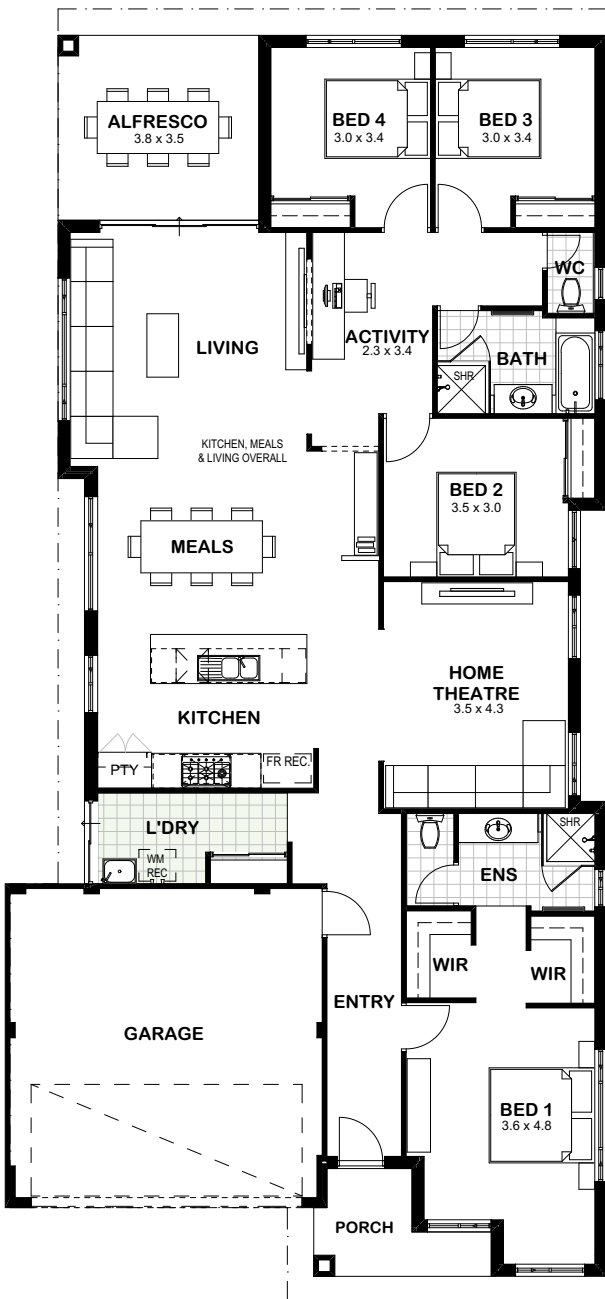 ALFRESCO
3.8 x 3.5
BED 4
3.0 x 3.4
BED 3
3.0 x 3.4
WC
LIVING
ACTIVITY
2.3 x 3.4
BATH
SHR
KITCHEN, MEALS
& LIVING OVERALL
BED 2
3.5 x 3.0
MEALS
HOME
THEATRE
3.5 x 4.3
KITCHEN
PTY
FR REC.
L'DRY
WM
REC
SHR
ENS
WIR
WIR
ENTRY
GARAGE
BED 1
3.6 x 4.8
PORCH